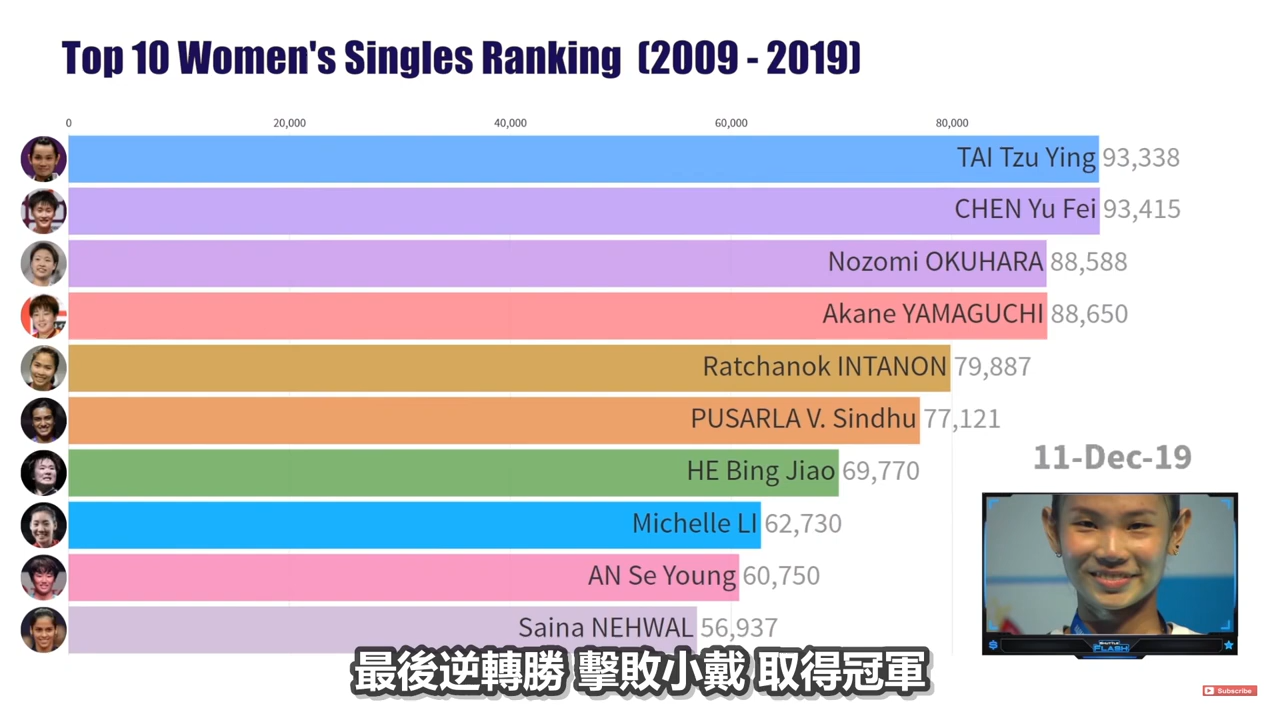 Top 10 Women's Singles Ranking (2009 - 2019)
0 20,000 40,000 60,000 80,000
TAI Tzu Ying 93,338
CHEN Yu Fei 93,415
Nozomi OKUHARA 88,588
Akane YAMAGUCHI 88,650
Ratchanok INTANON 79,887
PUSARLA V. Sindhu 77,121
11-Dec-19
HE Bing Jiao 69,770
Michelle LI 62,730
AN Se Young 60,750
Saina NEHWAL 56,937
FLASH
最後逆轉勝 擊敗小戴 取得冠軍
Subscribe